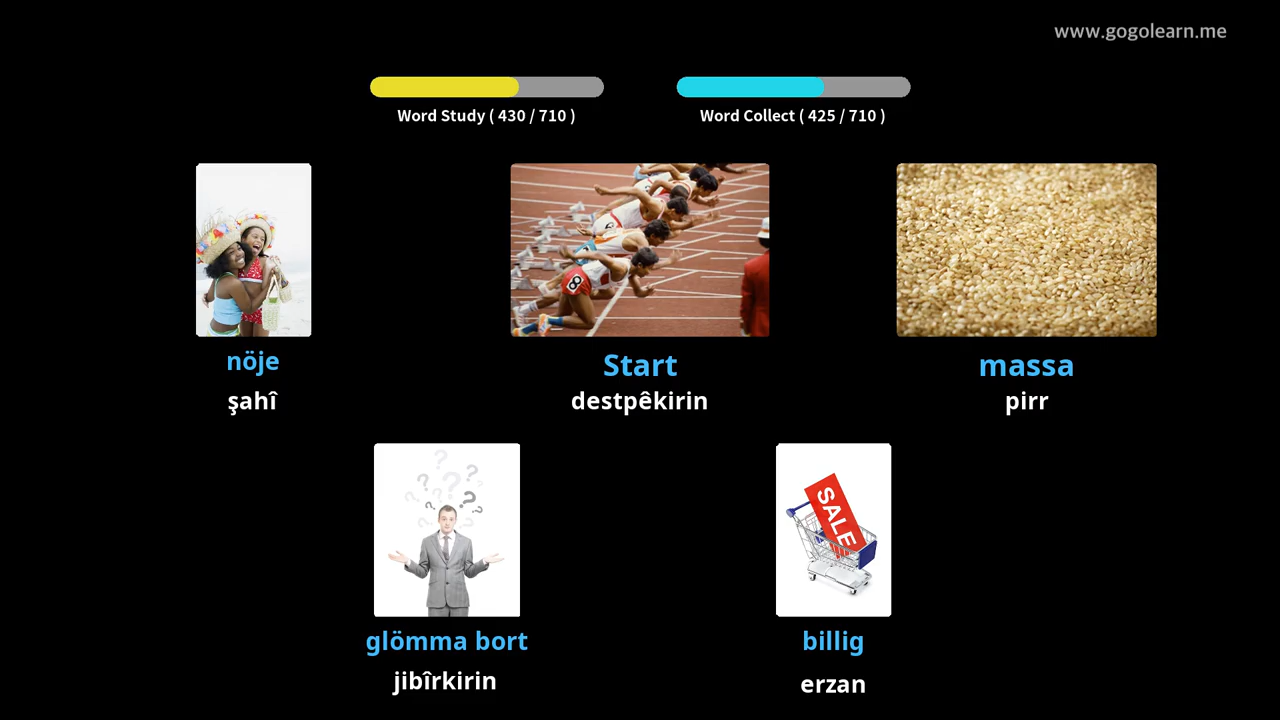 www.gogolearn.me
Word Study ( 430 / 710 )
Word Collect ( 425 / 710 )
nöje
şahî
Start
destpêkirin
massa
pirr
glömma bort
jibîrkirin
SALE
billig
erzan